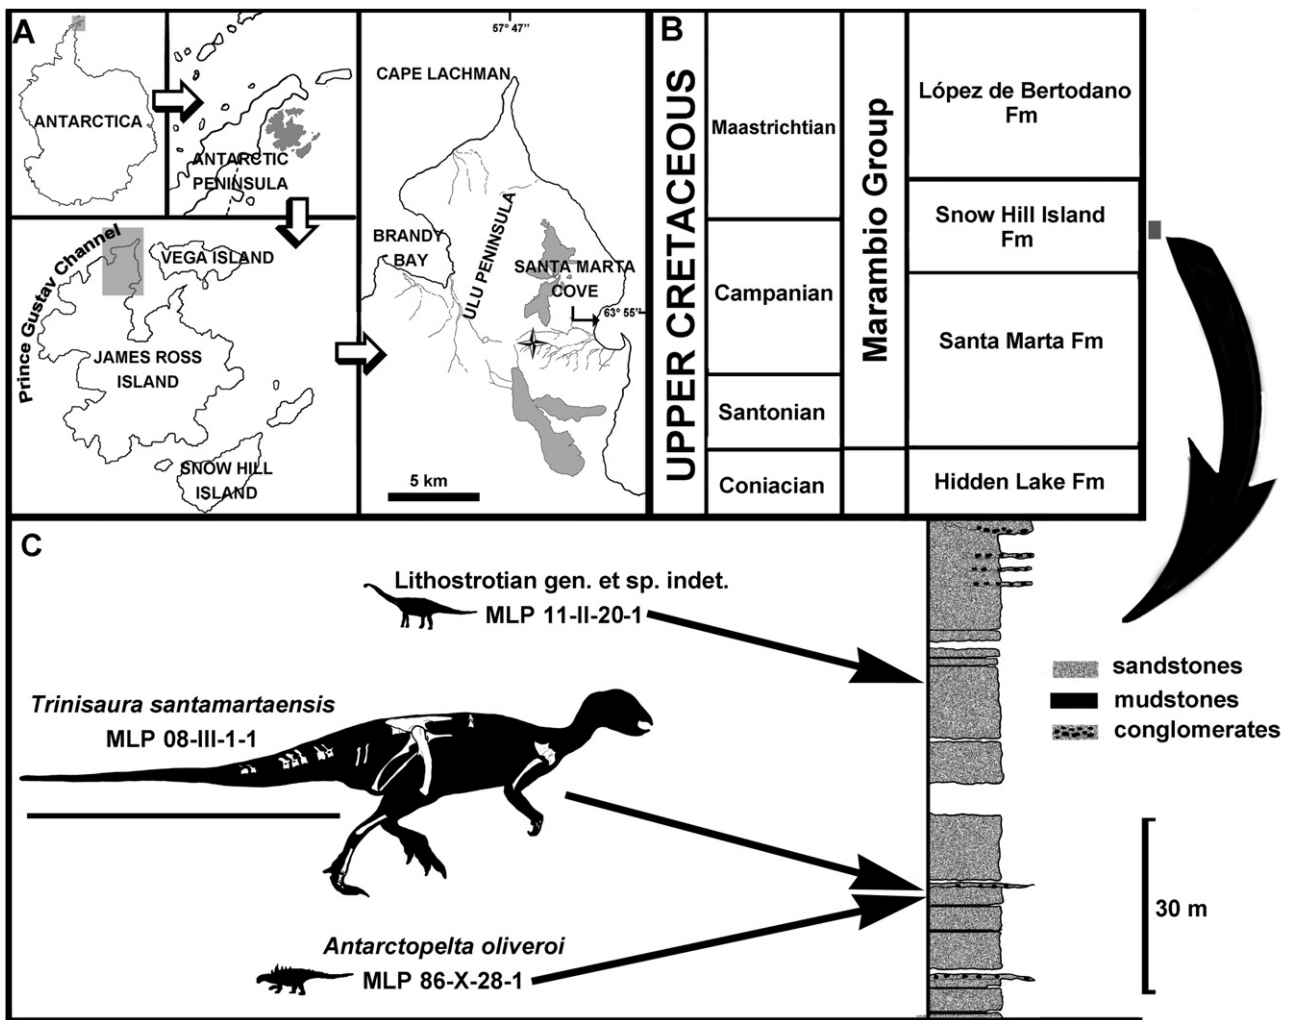 A
ANTARCTICA
ANTARCTIC
PENINSULA
Prince Gustav Channel
VEGA ISLAND
JAMES ROSS
ISLAND
SNOW HILL
ISLAND
57° 47’’
CAPE LACHMAN
BRANDY
BAY
ULU PENINSULA
SANTA MARTA
COVE
63° 55’’
5 km
B
UPPER CRETACEOUS
Maastrichtian
Campanian
Santonian
Coniacian
Marambio Group
López de Bertodano
Fm
Snow Hill Island
Fm
Santa Marta Fm
Hidden Lake Fm
C
Lithostrotian gen. et sp. indet.
MLP 11-II-20-1
Trinisaura santamartaensis
MLP 08-III-1-1
Antarctopelta oliveroi
MLP 86-X-28-1
sandstones
mudstones
conglomerates
30 m